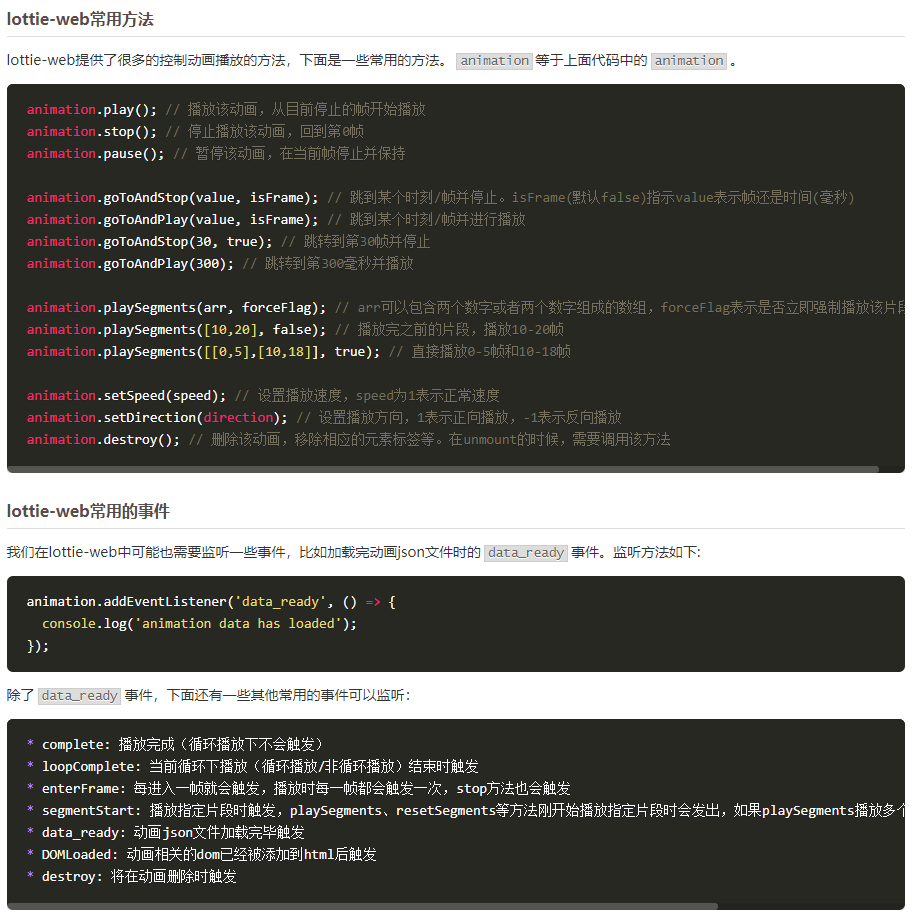 lottie-web常用方法
lottie-web提供了很多的控制动画播放的方法，下面是一些常用的方法。 animation 等于上面代码中的 animation 。
animation.play(); // 播放该动画，从目前停止的帧开始播放
animation.stop(); // 停止播放该动画，回到第0帧
animation.pause(); // 暂停该动画，在当前帧停止并保持
animation.goToAndStop(value, isFrame); // 跳到某个时刻/帧并停止。isFrame(默认false)指示value表示帧还是时间(毫秒)
animation.goToAndPlay(value, isFrame); // 跳到某个时刻/帧并进行播放
animation.goToAndStop(30, true); // 跳转到第30帧并停止
animation.goToAndPlay(300); // 跳转到第300毫秒并播放
animation.playSegments(arr, forceFlag); // arr可以包含两个数字或者两个数字组成的数组，forceFlag表示是否立即强制播放该片段
animation.playSegments([10,20], false); // 播放完之前的片段，播放10-20帧
animation.playSegments([[0,5],[10,18]], true); // 直接播放0-5帧和10-18帧
animation.setSpeed(speed); // 设置播放速度，speed为1表示正常速度
animation.setDirection(direction); // 设置播放方向，1表示正向播放，-1表示反向播放
animation.destroy(); // 删除该动画，移除相应的元素标签等。在unmount的时候，需要调用该方法
lottie-web常用的事件
我们在lottie-web中可能也需要监听一些事件，比如加载完动画json文件时的 data_ready 事件。监听方法如下:
animation.addEventListener('data_ready', () => {
console.log('animation data has loaded');
});
除了 data_ready 事件，下面还有一些其他常用的事件可以监听：
* complete: 播放完成（循环播放下不会触发）
* loopComplete: 当前循环下播放（循环播放/非循环播放）结束时触发
* enterFrame: 每进入一帧就会触发，播放时每一帧都会触发一次，stop方法也会触发
* segmentStart: 播放指定片段时触发，playSegments、resetSegments等方法刚开始播放指定片段时会发出，如果playSegments播放多个
* data_ready: 动画json文件加载完毕触发
* DOMLoaded: 动画相关的dom已经被添加到html后触发
* destroy: 将在动画删除时触发